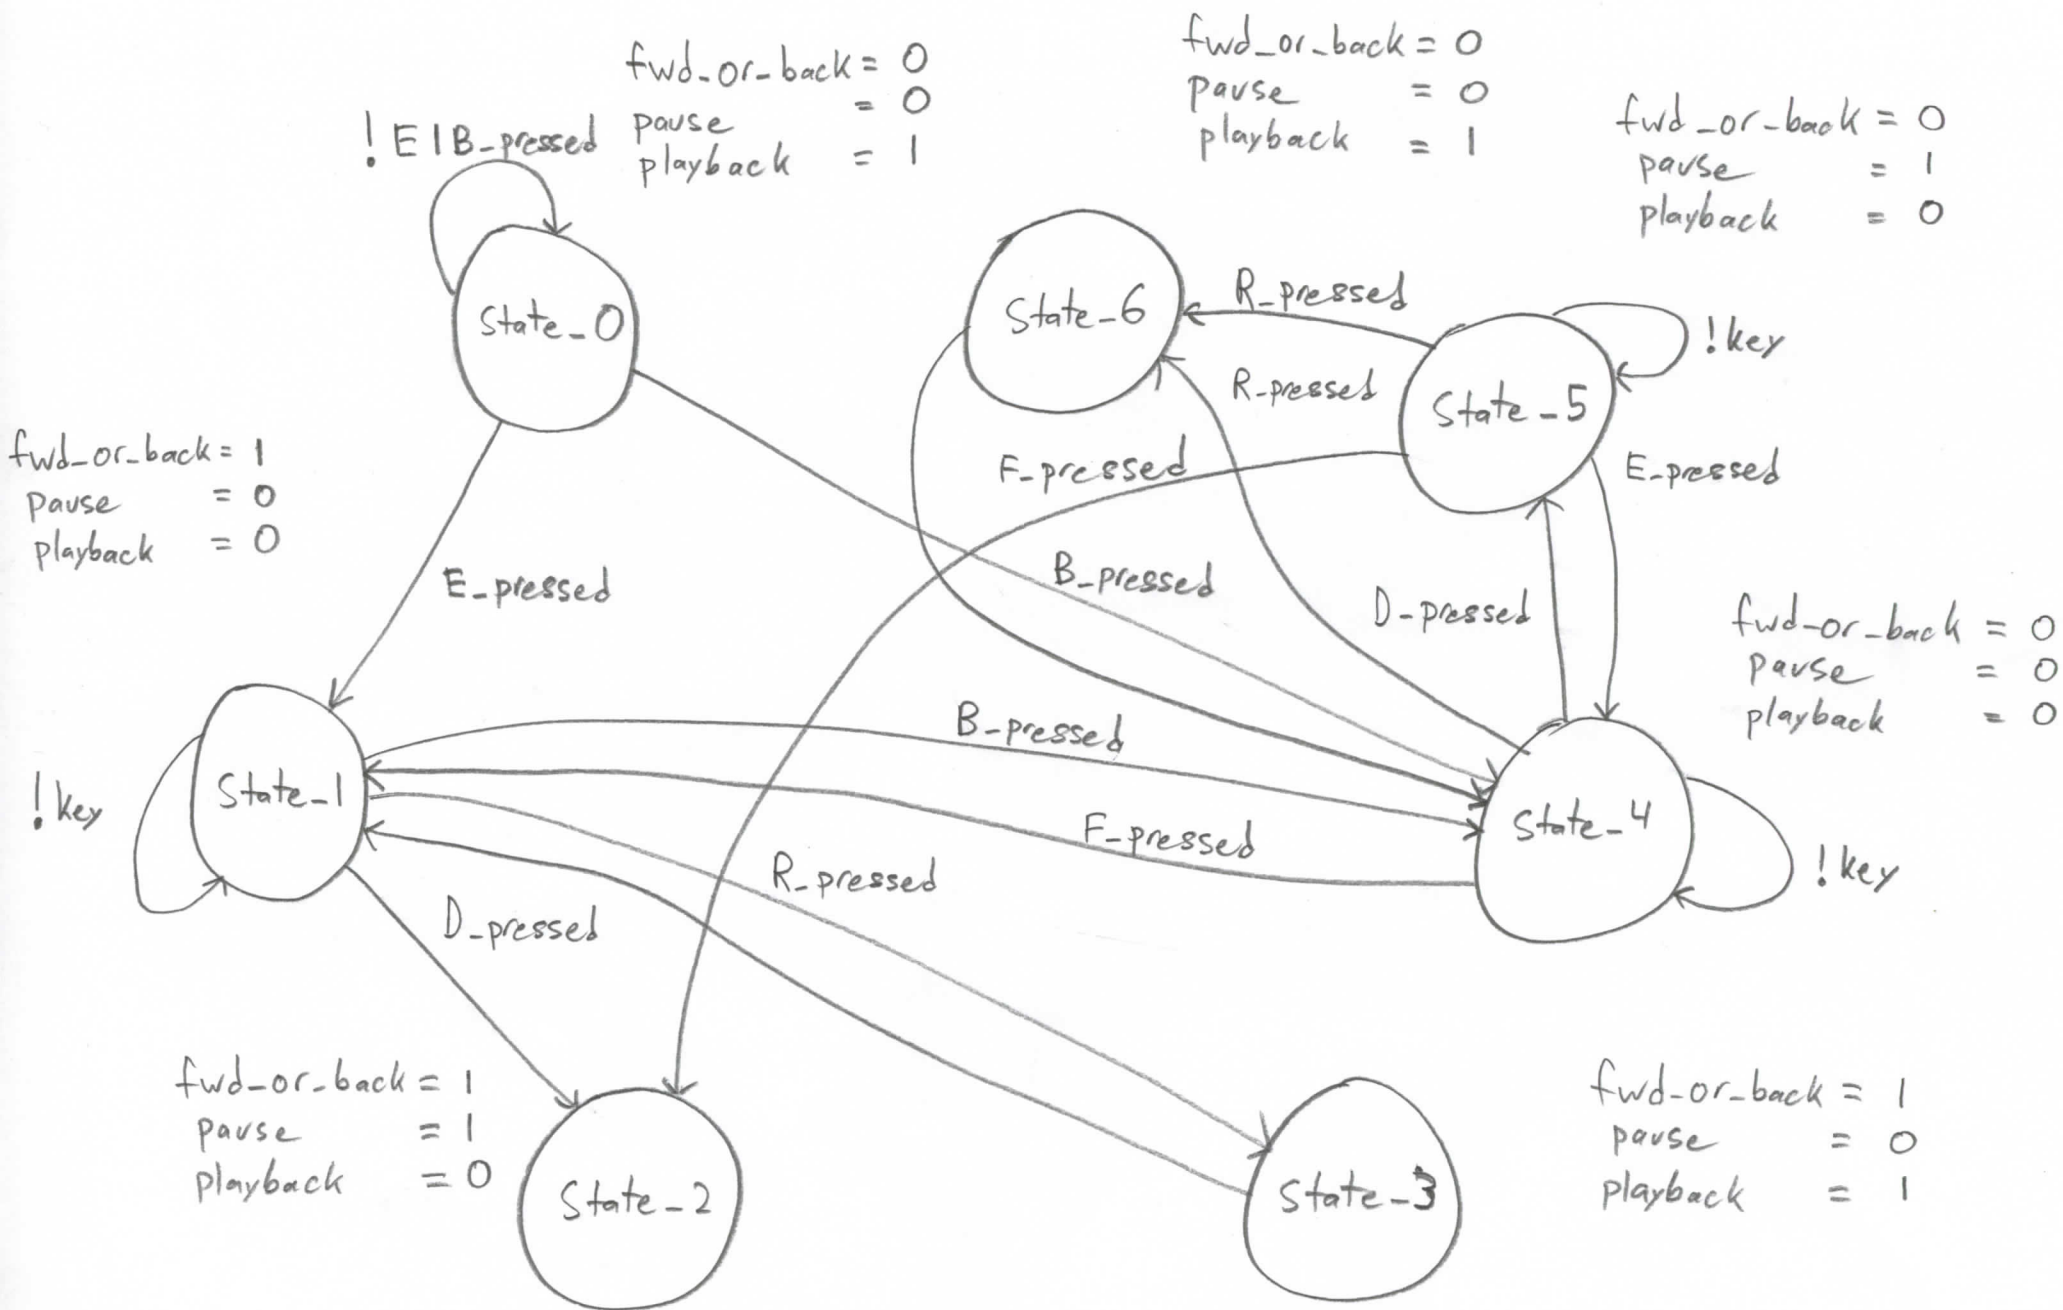 fwd_or_back = 0
pause = 0
playback = 1
fwd_or_back = 0
pause = 0
playback = 1
fwd_or_back = 0
pause = 1
playback = 0
! E|B_pressed
State_0
State_6
R_pressed
!key
R_pressed
State_5
fwd_or_back = 1
pause = 0
playback = 0
F_pressed
E_pressed
E_pressed
B_pressed
D_pressed
fwd_or_back = 0
pause = 0
playback = 0
B_pressed
!key
State_1
F_pressed
State_4
!key
R_pressed
D_pressed
fwd_or_back = 1
pause = 1
playback = 0
State_2
State_3
fwd_or_back = 1
pause = 0
playback = 1